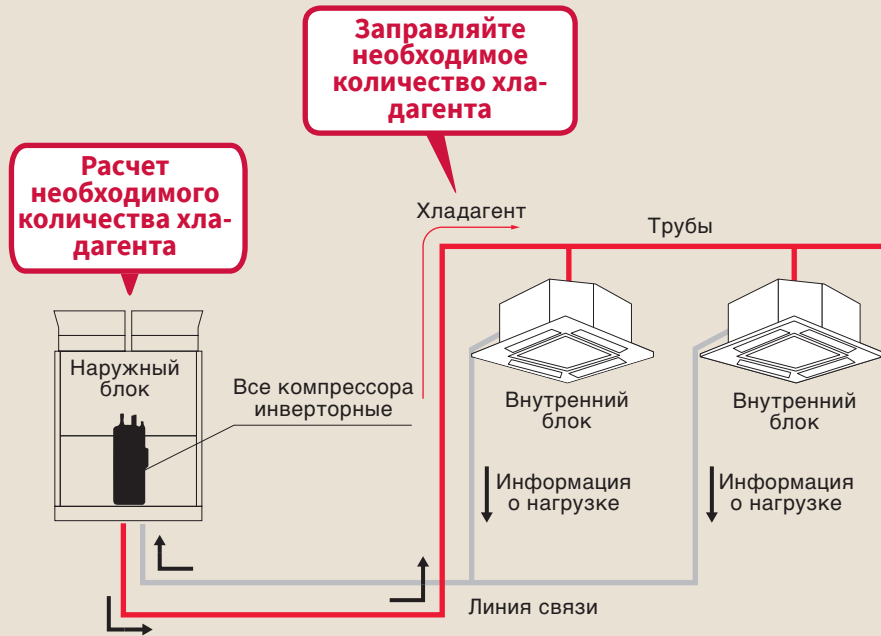 Заправляйте
необходимое
количество хла-
дагента
Расчет
необходимого
количества хла-
дагента
Хладагент
Трубы
Наружный
блок
Все компрессора
инверторные
Внутренний
блок
Внутренний
блок
Информация
о нагрузке
Информация
о нагрузке
Линия связи